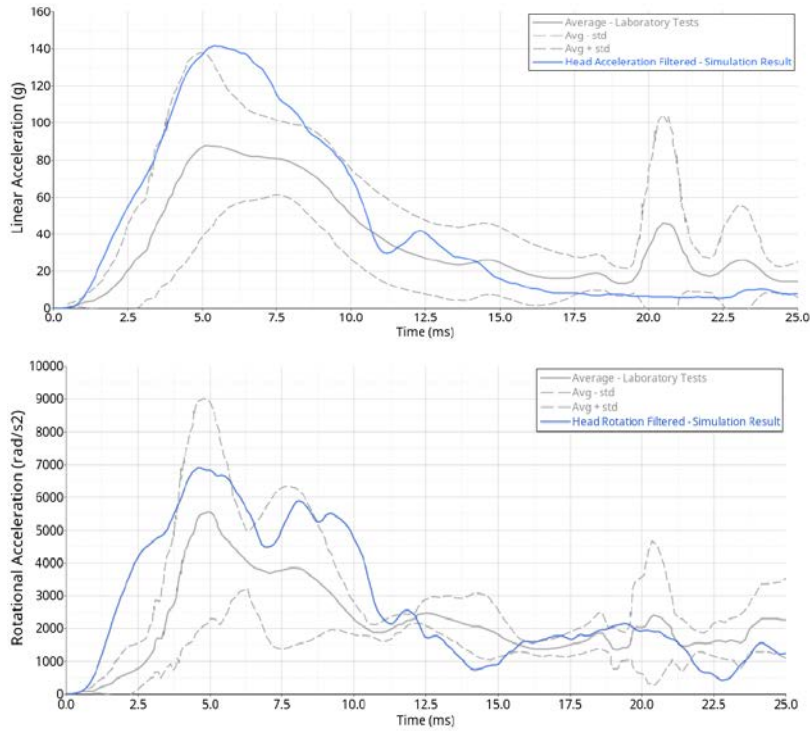 160
140
120
100
80
60
40
20
0
Linear Acceleration (g)
Average - Laboratory Tests
Avg - std
Avg + std
Head Acceleration Filtered - Simulation Result
0.0 2.5 5.0 7.5 10.0 12.5 15.0 17.5 20.0 22.5 25.0
Time (ms)
10000
9000
8000
7000
6000
5000
4000
3000
2000
1000
0
Rotational Acceleration (rad/s2)
Average - Laboratory Tests
Avg - std
Avg + std
Head Rotation Filtered - Simulation Result
0.0 2.5 5.0 7.5 10.0 12.5 15.0 17.5 20.0 22.5 25.0
Time (ms)